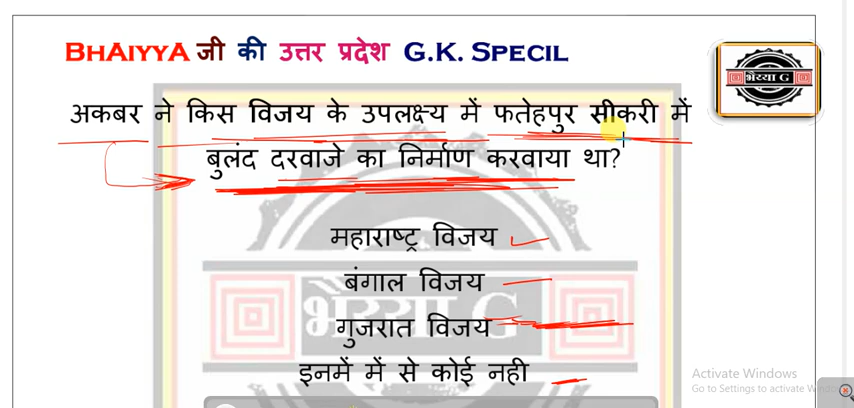 BHAIYYA जी की उत्तर प्रदेश G.K. SPECIL
भैय्या G
अकबर ने किस विजय के उपलक्ष्य में फतेहपुर सीकरी में
बुलंद दरवाजे का निर्माण करवाया था?
महाराष्ट्र विजय
बंगाल विजय
भैय्या G
गुजरात विजय
इनमें में से कोई नही
Activate Windows
Go to Settings to activate Windo